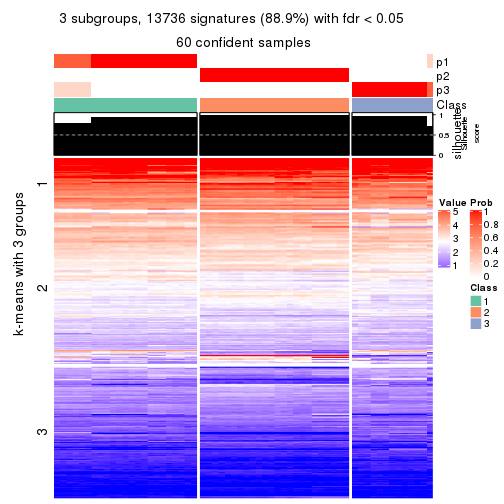 3 subgroups, 13736 signatures (88.9%) with fdr < 0.05
60 confident samples
p1
p2
p3
Class
1
0.5
0
silhouette
Silhouette
score
k-means with 3 groups
1
2
3
Value
5
4
3
2
1
Prob
1
0.8
0.6
0.4
0.2
0
Class
1
2
3